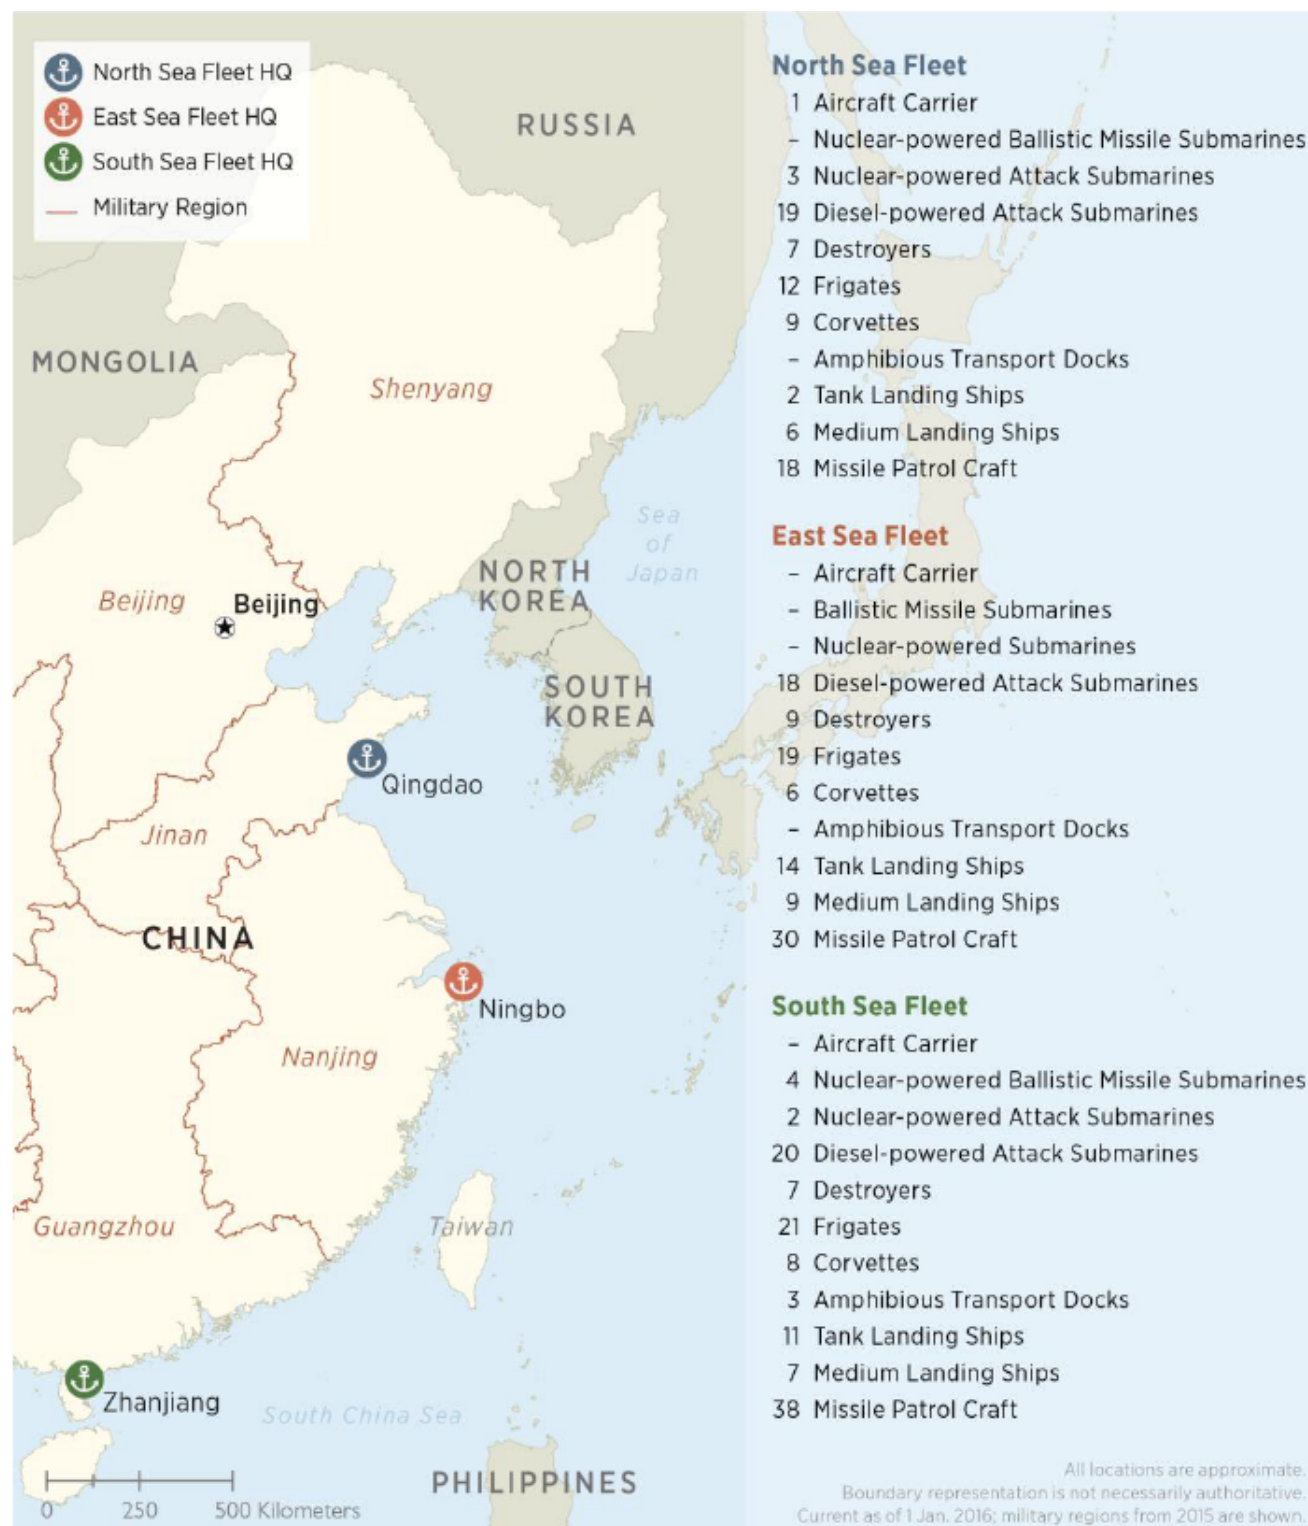 North Sea Fleet HQ
East Sea Fleet HQ
South Sea Fleet HQ
Military Region
RUSSIA
MONGOLIA
Shenyang
Sea
of
Japan
NORTH
KOREA
Beijing
Beijing
SOUTH
KOREA
Qingdao
Jinan
CHINA
Ningbo
Nanjing
Guangzhou
Taiwan
Zhanjiang
South China Sea
PHILIPPINES
0 250 500 Kilometers
North Sea Fleet
1 Aircraft Carrier
– Nuclear-powered Ballistic Missile Submarines
3 Nuclear-powered Attack Submarines
19 Diesel-powered Attack Submarines
7 Destroyers
12 Frigates
9 Corvettes
– Amphibious Transport Docks
2 Tank Landing Ships
6 Medium Landing Ships
18 Missile Patrol Craft
East Sea Fleet
– Aircraft Carrier
– Ballistic Missile Submarines
– Nuclear-powered Submarines
18 Diesel-powered Attack Submarines
9 Destroyers
19 Frigates
6 Corvettes
– Amphibious Transport Docks
14 Tank Landing Ships
9 Medium Landing Ships
30 Missile Patrol Craft
South Sea Fleet
– Aircraft Carrier
4 Nuclear-powered Ballistic Missile Submarines
2 Nuclear-powered Attack Submarines
20 Diesel-powered Attack Submarines
7 Destroyers
21 Frigates
8 Corvettes
3 Amphibious Transport Docks
11 Tank Landing Ships
7 Medium Landing Ships
38 Missile Patrol Craft
All locations are approximate.
Boundary representation is not necessarily authoritative.
Current as of 1 Jan. 2016; military regions from 2015 are shown.